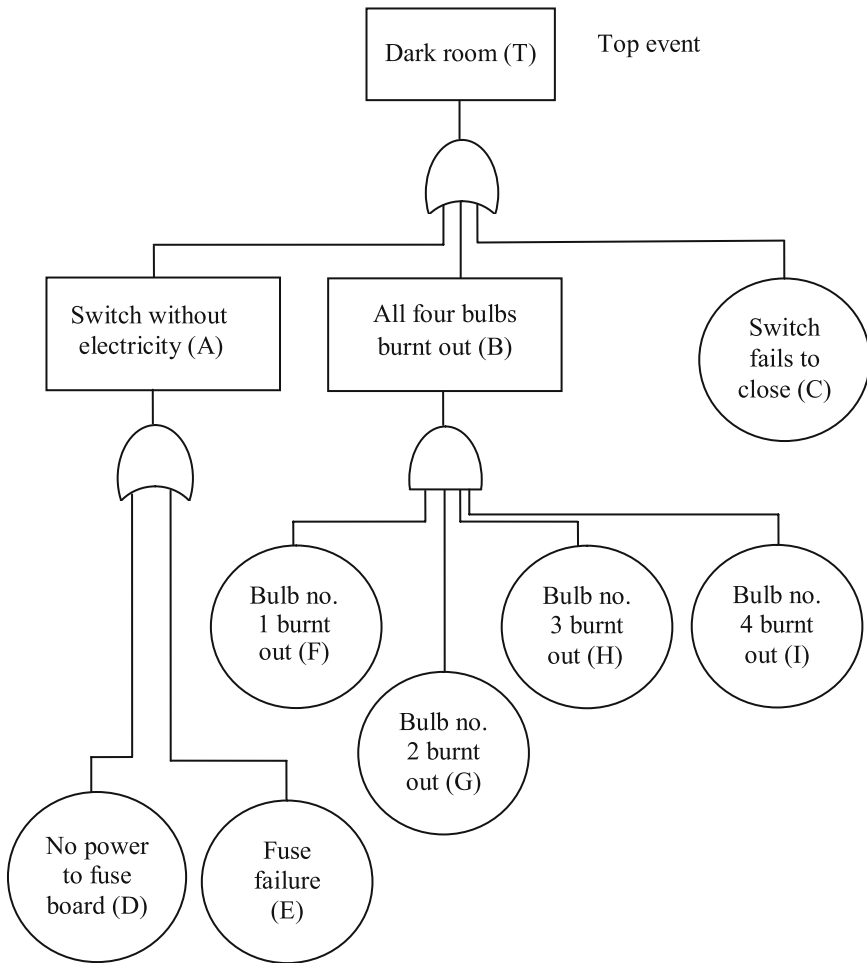 Dark room (T)
Top event
Switch without
electricity (A)
All four bulbs
burnt out (B)
Switch
fails to
close (C)
Bulb no.
1 burnt
out (F)
Bulb no.
2 burnt
out (G)
Bulb no.
3 burnt
out (H)
Bulb no.
4 burnt
out (I)
No power
to fuse
board (D)
Fuse
failure
(E)